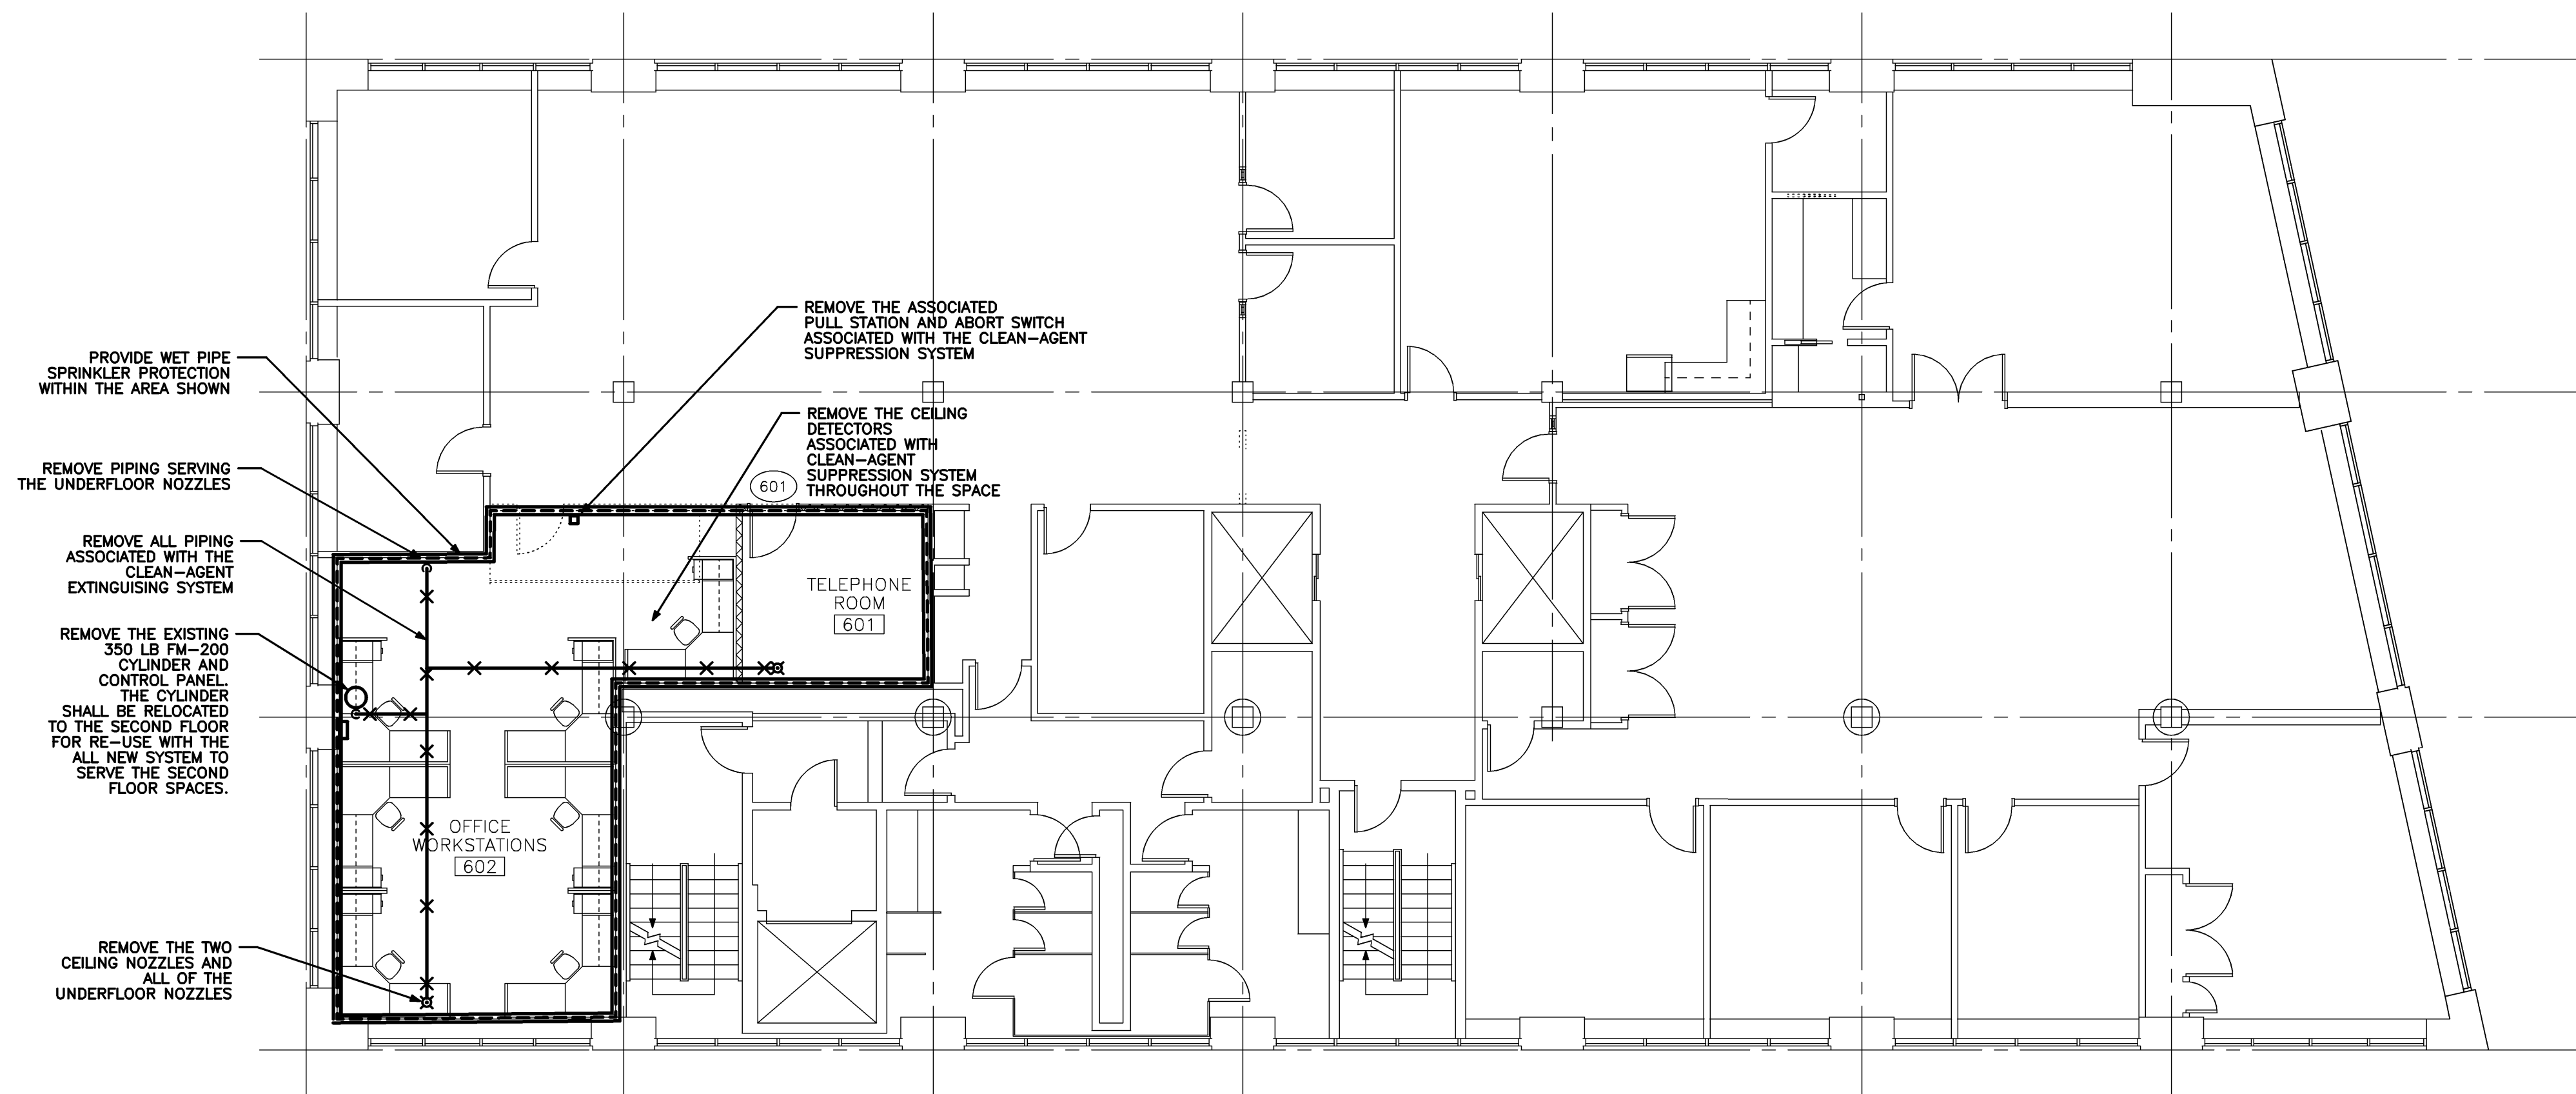 REMOVE THE ASSOCIATED
PULL STATION AND ABORT SWITCH
ASSOCIATED WITH THE CLEAN-AGENT
SUPPRESSION SYSTEM
PROVIDE WET PIPE
SPRINKLER PROTECTION
WITHIN THE AREA SHOWN
REMOVE THE CEILING
DETECTORS
ASSOCIATED WITH
CLEAN-AGENT
SUPPRESSION SYSTEM
THROUGHOUT THE SPACE
601
REMOVE PIPING SERVING
THE UNDERFLOOR NOZZLES
REMOVE ALL PIPING
ASSOCIATED WITH THE
CLEAN-AGENT
EXTINGUISING SYSTEM
TELEPHONE
ROOM
601
REMOVE THE EXISTING
350 LB FM-200
CYLINDER AND
CONTROL PANEL.
THE CYLINDER
SHALL BE RELOCATED
TO THE SECOND FLOOR
FOR RE-USE WITH THE
ALL NEW SYSTEM TO
SERVE THE SECOND
FLOOR SPACES.
OFFICE
WORKSTATIONS
602
REMOVE THE TWO
CEILING NOZZLES AND
ALL OF THE
UNDERFLOOR NOZZLES